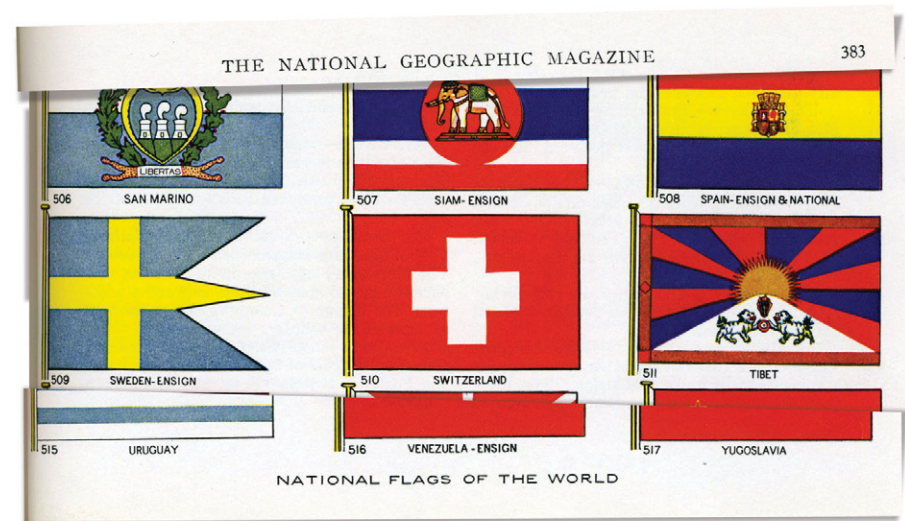 THE NATIONAL GEOGRAPHIC MAGAZINE 383
LIBERTAS
506 SAN MARINO 507 SIAM-ENSIGN 508 SPAIN-ENSIGN & NATIONAL
509 SWEDEN-ENSIGN 510 SWITZERLAND 511 TIBET
515 URUGUAY 516 VENEZUELA-ENSIGN 517 YUGOSLAVIA
NATIONAL FLAGS OF THE WORLD